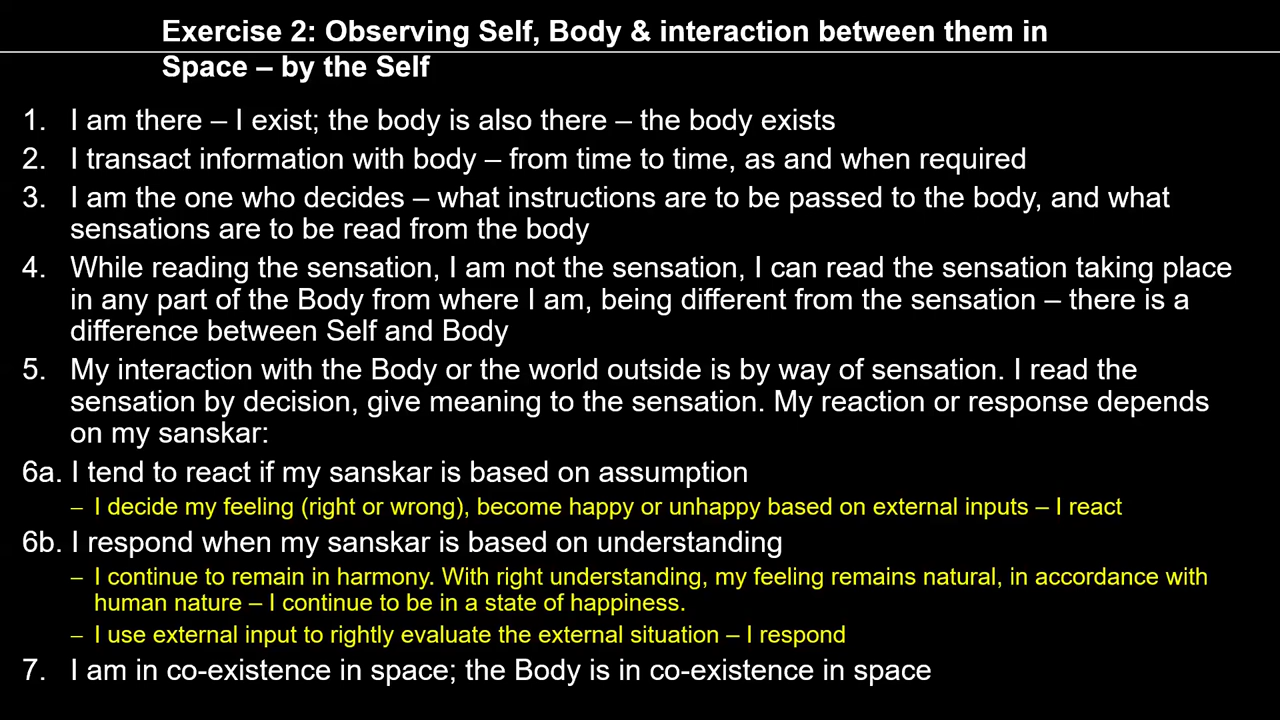 Exercise 2: Observing Self, Body & interaction between them in
Space – by the Self
1. I am there – I exist; the body is also there – the body exists
2. I transact information with body – from time to time, as and when required
3. I am the one who decides – what instructions are to be passed to the body, and what
sensations are to be read from the body
4. While reading the sensation, I am not the sensation, I can read the sensation taking place
in any part of the Body from where I am, being different from the sensation – there is a
difference between Self and Body
5. My interaction with the Body or the world outside is by way of sensation. I read the
sensation by decision, give meaning to the sensation. My reaction or response depends
on my sanskar:
6a. I tend to react if my sanskar is based on assumption
– I decide my feeling (right or wrong), become happy or unhappy based on external inputs – I react
6b. I respond when my sanskar is based on understanding
– I continue to remain in harmony. With right understanding, my feeling remains natural, in accordance with
human nature – I continue to be in a state of happiness.
– I use external input to rightly evaluate the external situation – I respond
7. I am in co-existence in space; the Body is in co-existence in space